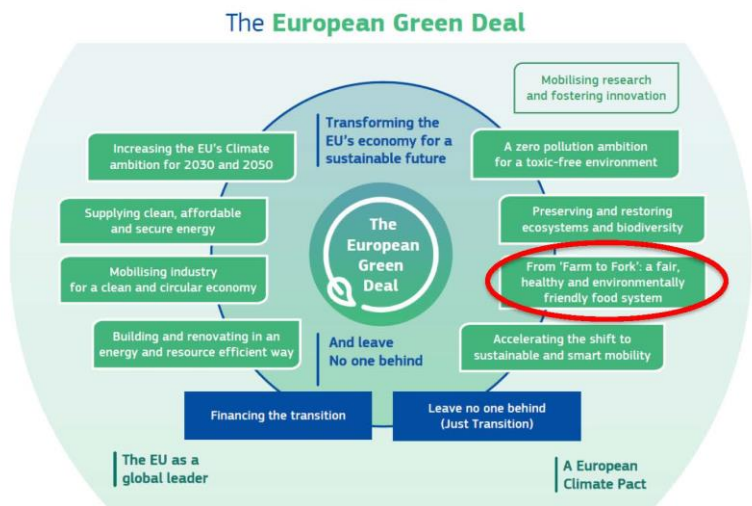 The European Green Deal
Mobilising research
and fostering innovation
Transforming the
EU's economy for a
sustainable future
Increasing the EU's Climate
ambition for 2030 and 2050
A zero pollution ambition
for a toxic-free environment
Supplying clean, affordable
and secure energy
The
European
Green
Deal
Preserving and restoring
ecosystems and biodiversity
Mobilising industry
for a clean and circular economy
From 'Farm to Fork': a fair,
healthy and environmentally
friendly food system
Building and renovating in an
energy and resource efficient way
And leave
No one behind
Accelerating the shift to
sustainable and smart mobility
Financing the transition
Leave no one behind
(Just Transition)
The EU as a
global leader
A European
Climate Pact